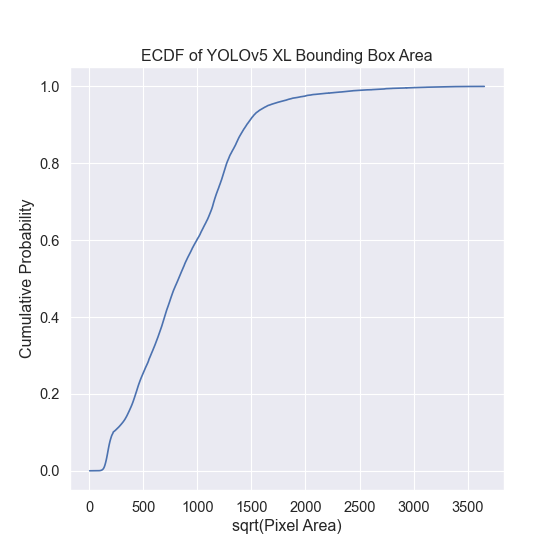 ECDF of YOLOv5 XL Bounding Box Area
1.0
0.8
0.6
0.4
0.2
0.0
Cumulative Probability
0 500 1000 1500 2000 2500 3000 3500
sqrt(Pixel Area)